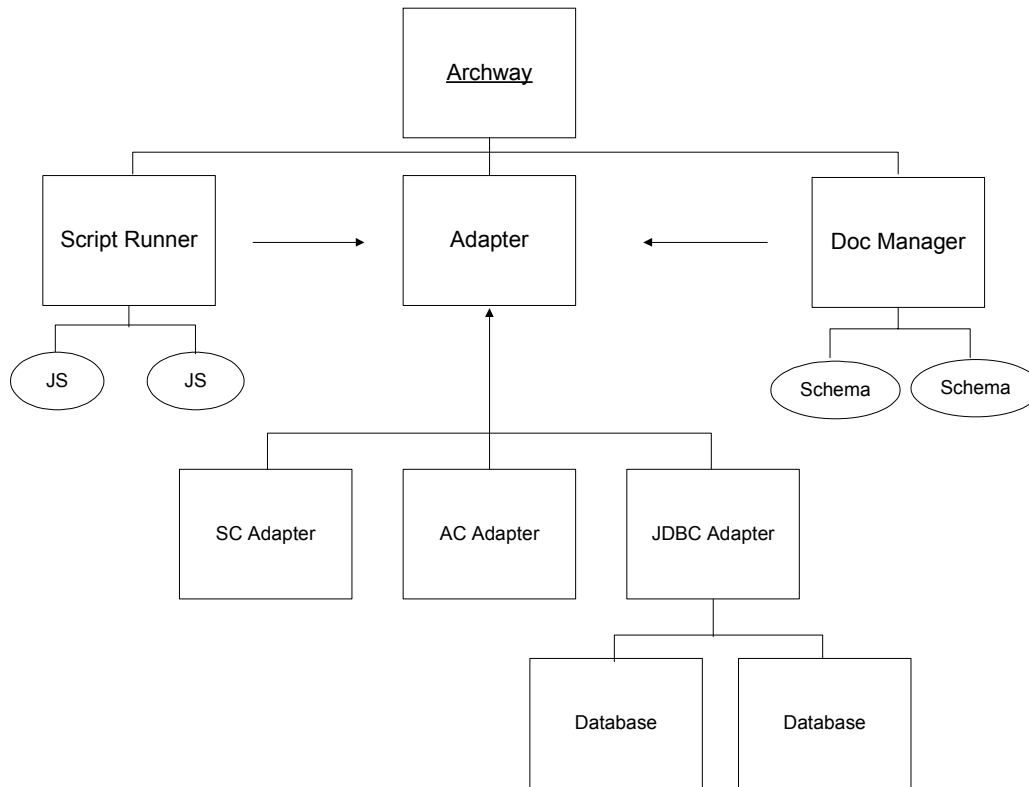 Archway
Script Runner
Adapter
Doc Manager
JS
JS
Schema
Schema
SC Adapter
AC Adapter
JDBC Adapter
Database
Database